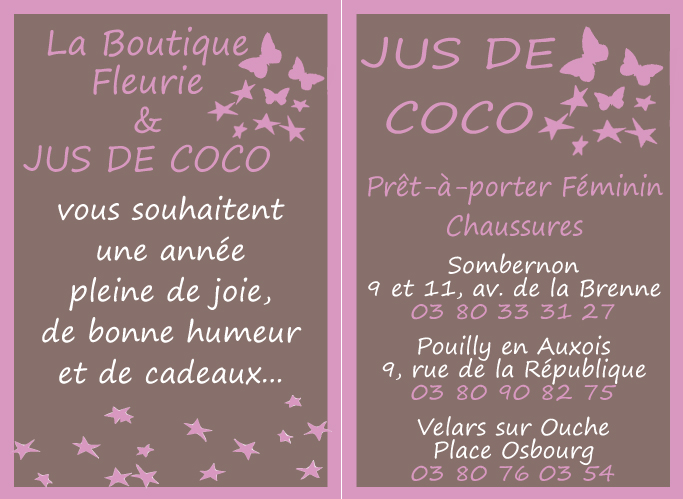 La Boutique
Fleurie
&
JUS DE COCO
vous souhaitent
une année
pleine de joie,
de bonne humeur
et de cadeaux...
JUS DE
COCO
Prêt-à-porter Féminin
Chaussures
Sombernon
9 et 11, av. de la Brenne
03 80 33 31 27
Pouilly en Auxois
9, rue de la République
03 80 90 82 75
Velars sur Ouche
Place Osbourg
03 80 76 03 54